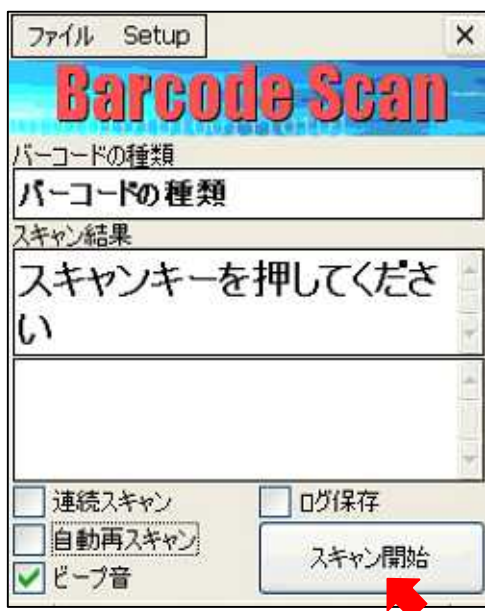 ファイル Setup
Barcode Scan
バーコードの種類
バーコードの種類
スキャン結果
スキャンキーを押してくださ
い
連続スキャン
ログ保存
自動再スキャン
スキャン開始
ビープ音